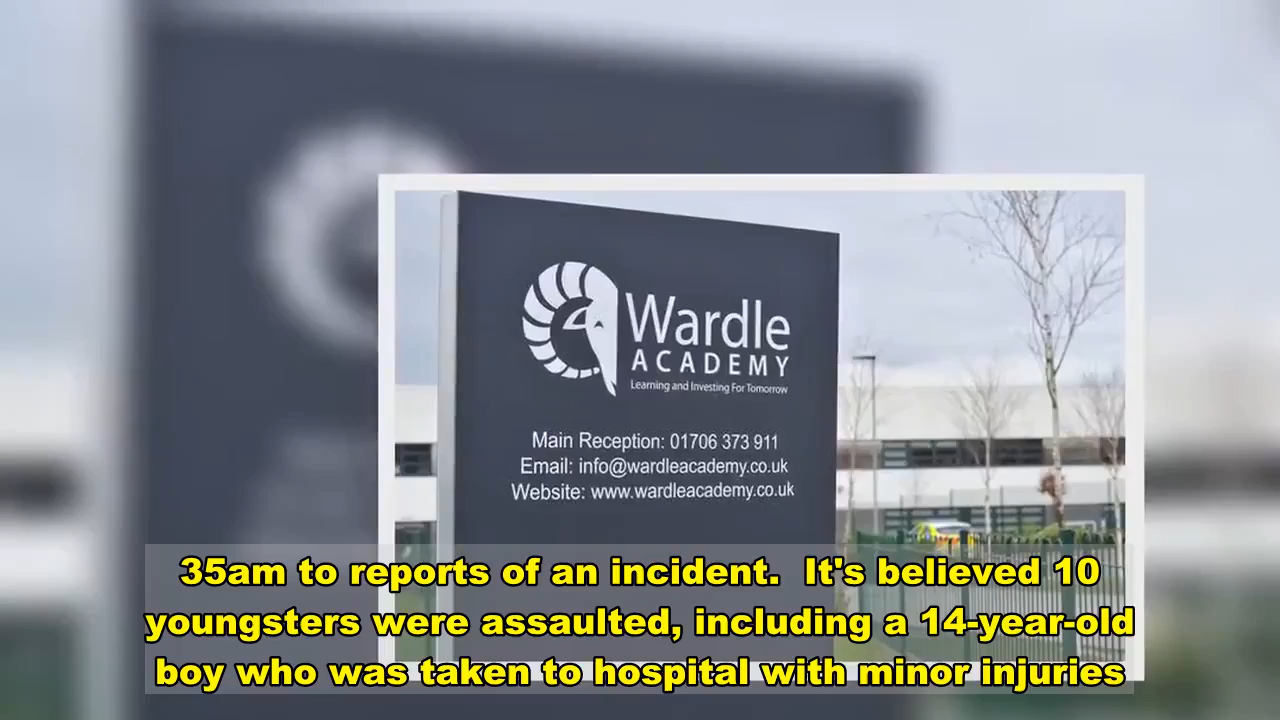 Wardle
ACADEMY
Learning and Investing For Tomorrow
Main Reception: 01706 373 911
Email: info@wardleacademy.co.uk
Website: www.wardleacademy.co.uk
35am to reports of an incident.  It's believed 10
youngsters were assaulted, including a 14-year-old
boy who was taken to hospital with minor injuries